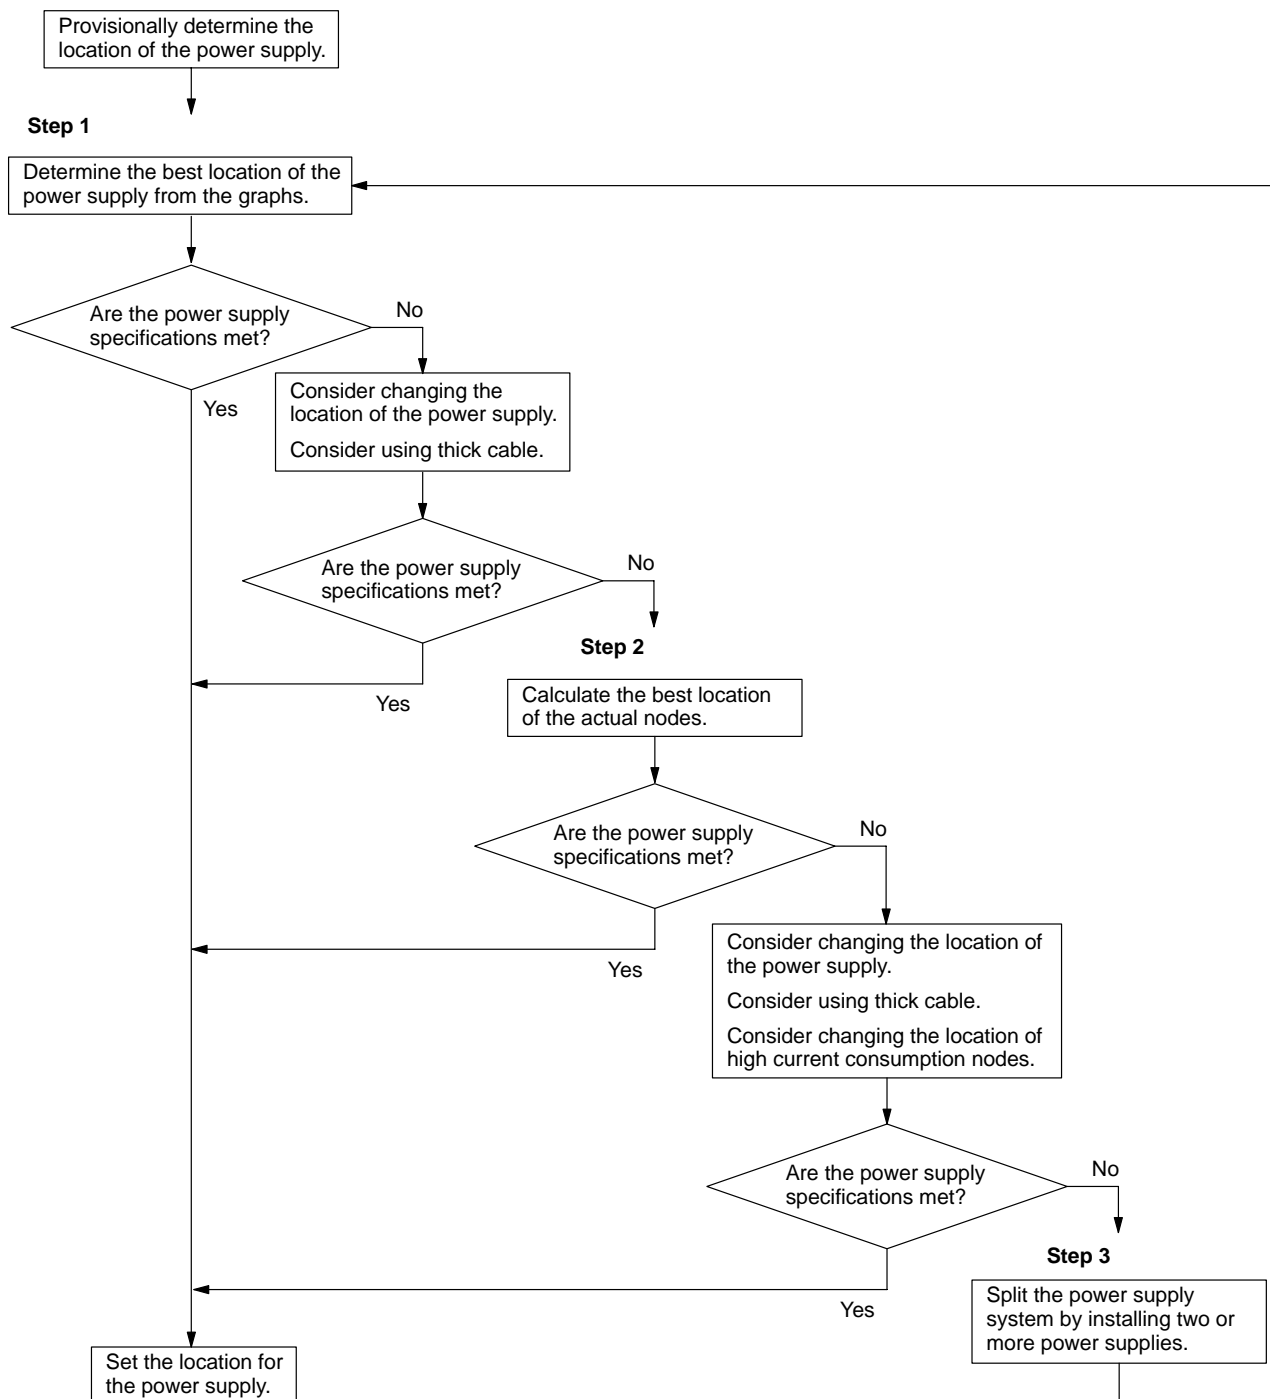 Provisionally determine the
location of the power supply.
Step 1
Determine the best location of the
power supply from the graphs.
Are the power supply
specifications met?
No
Yes
Consider changing the
location of the power supply.
Consider using thick cable.
Are the power supply
specifications met?
No
Yes
Step 2
Calculate the best location
of the actual nodes.
Are the power supply
specifications met?
No
Yes
Consider changing the location of
the power supply.
Consider using thick cable.
Consider changing the location of
high current consumption nodes.
Are the power supply
specifications met?
No
Yes
Step 3
Split the power supply
system by installing two or
more power supplies.
Set the location for
the power supply.